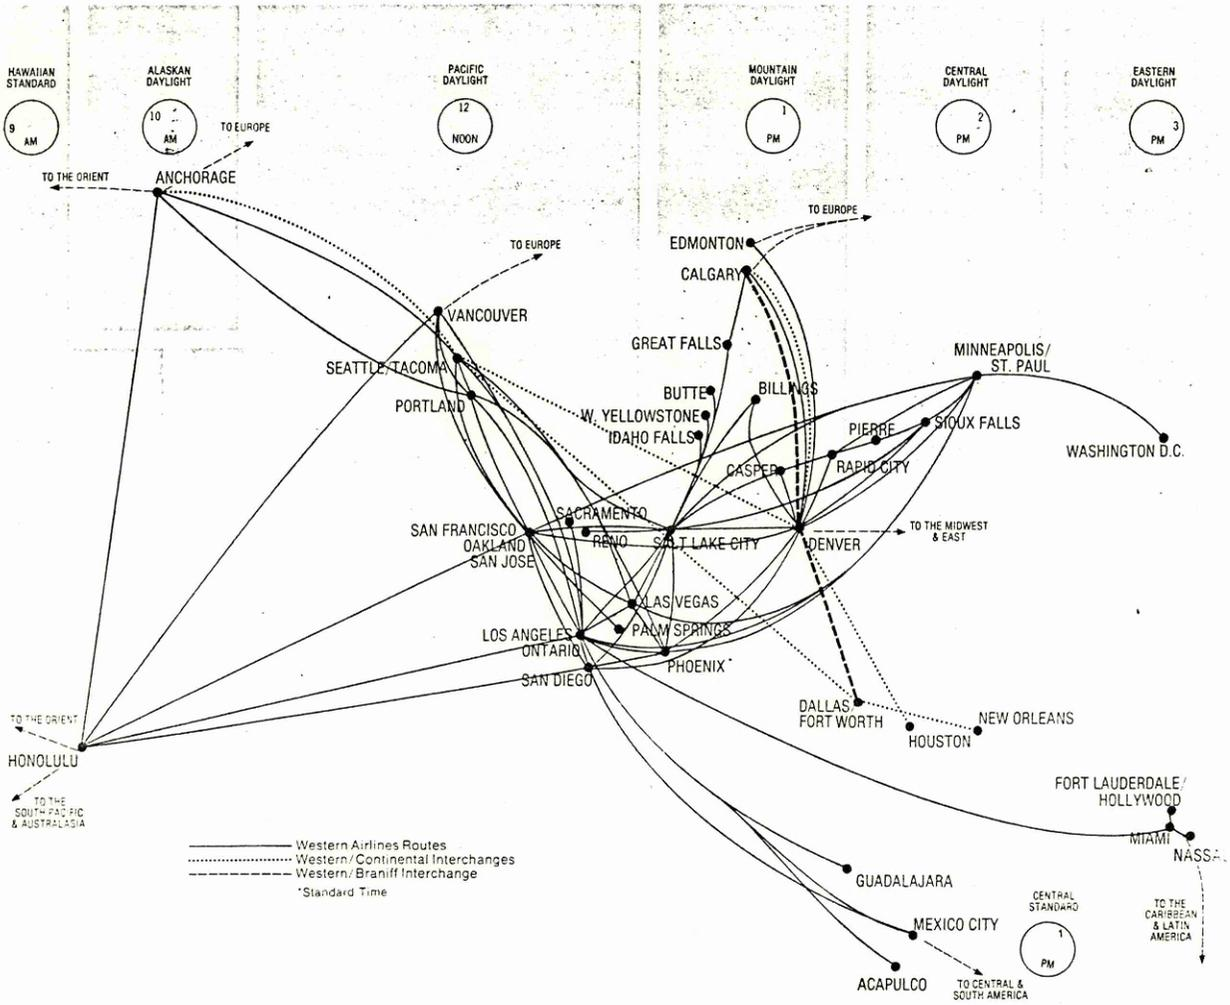 HAWAIIAN
STANDARD
9
AM
ALASKAN
DAYLIGHT
10
AM
PACIFIC
DAYLIGHT
12
NOON
MOUNTAIN
DAYLIGHT
1
PM
CENTRAL
DAYLIGHT
2
PM
EASTERN
DAYLIGHT
3
PM
TO EUROPE
TO THE ORIENT
ANCHORAGE
TO EUROPE
TO EUROPE
EDMONTON
CALGARY
VANCOUVER
GREAT FALLS
SEATTLE/TACOMA
MINNEAPOLIS/
ST. PAUL
BUTTE
BILLINGS
PORTLAND
W. YELLOWSTONE
IDAHO FALLS
PIERRE
SIOUX FALLS
WASHINGTON D.C.
CASPER
RAPID CITY
SACRAMENTO
SAN FRANCISCO
OAKLAND
SAN JOSE
RENO
SALT LAKE CITY
DENVER
TO THE MIDWEST
& EAST
LAS VEGAS
LOS ANGELES
ONTARIO
PALM SPRINGS
PHOENIX*
SAN DIEGO
DALLAS/
FORT WORTH
NEW ORLEANS
HOUSTON
TO THE ORIENT
HONOLULU
TO THE
SOUTH PACIFIC
& AUSTRALASIA
FORT LAUDERDALE/
HOLLYWOOD
MIAMI
Western Airlines Routes
Western/Continental Interchanges
Western/Braniff Interchange
*Standard Time
GUADALAJARA
MEXICO CITY
ACAPULCO
TO CENTRAL &
SOUTH AMERICA
CENTRAL
STANDARD
1
PM
TO THE
CARIBBEAN
& LATIN
AMERICA